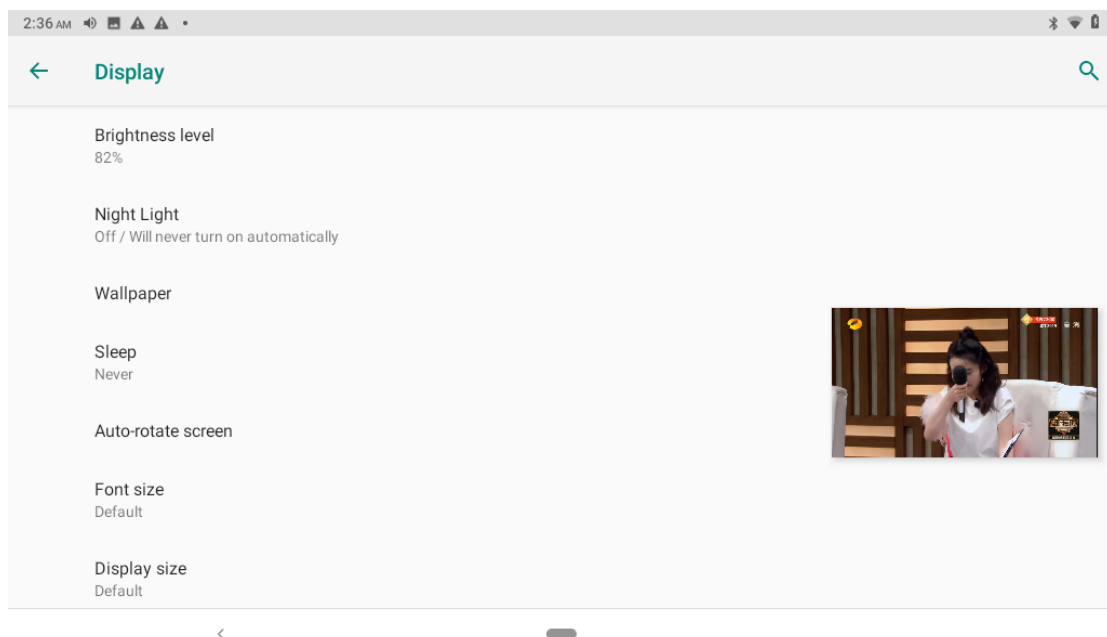 2:36 AM
Display
Brightness level
82%
Night Light
Off / Will never turn on automatically
Wallpaper
Sleep
Never
Auto-rotate screen
Font size
Default
Display size
Default